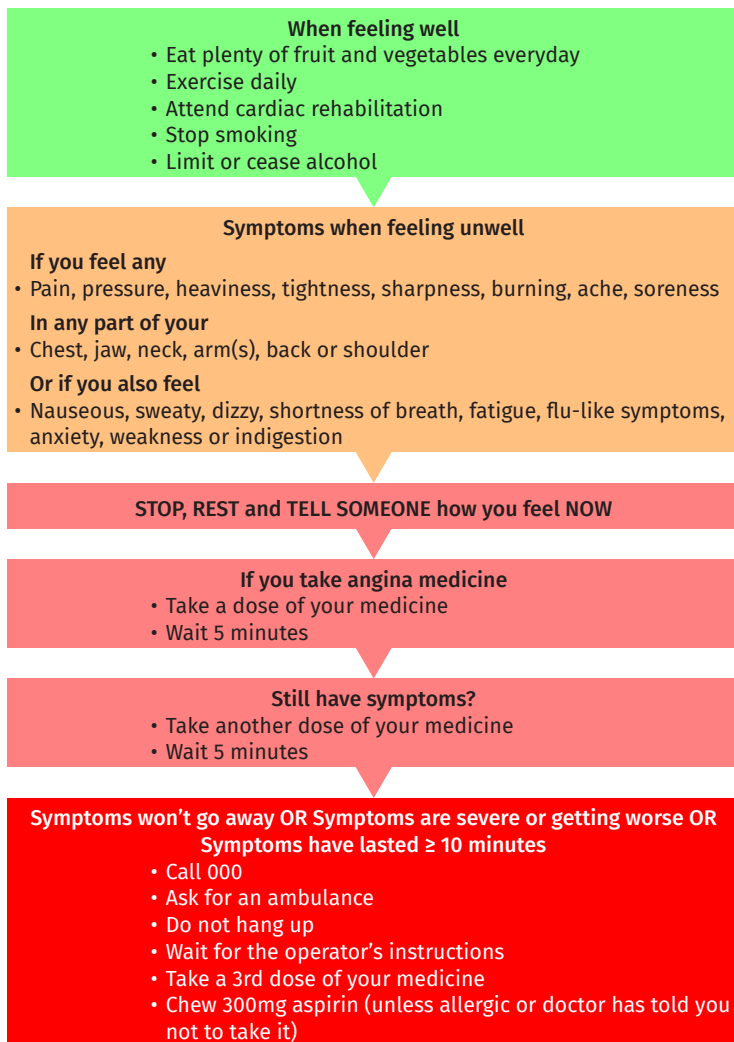 When feeling well
• Eat plenty of fruit and vegetables everyday
• Exercise daily
• Attend cardiac rehabilitation
• Stop smoking
• Limit or cease alcohol
Symptoms when feeling unwell
If you feel any
• Pain, pressure, heaviness, tightness, sharpness, burning, ache, soreness
In any part of your
• Chest, jaw, neck, arm(s), back or shoulder
Or if you also feel
• Nauseous, sweaty, dizzy, shortness of breath, fatigue, flu-like symptoms,
anxiety, weakness or indigestion
STOP, REST and TELL SOMEONE how you feel NOW
If you take angina medicine
• Take a dose of your medicine
• Wait 5 minutes
Still have symptoms?
• Take another dose of your medicine
• Wait 5 minutes
Symptoms won't go away OR Symptoms are severe or getting worse OR
Symptoms have lasted ≥ 10 minutes
• Call 000
• Ask for an ambulance
• Do not hang up
• Wait for the operator's instructions
• Take a 3rd dose of your medicine
• Chew 300mg aspirin (unless allergic or doctor has told you
not to take it)